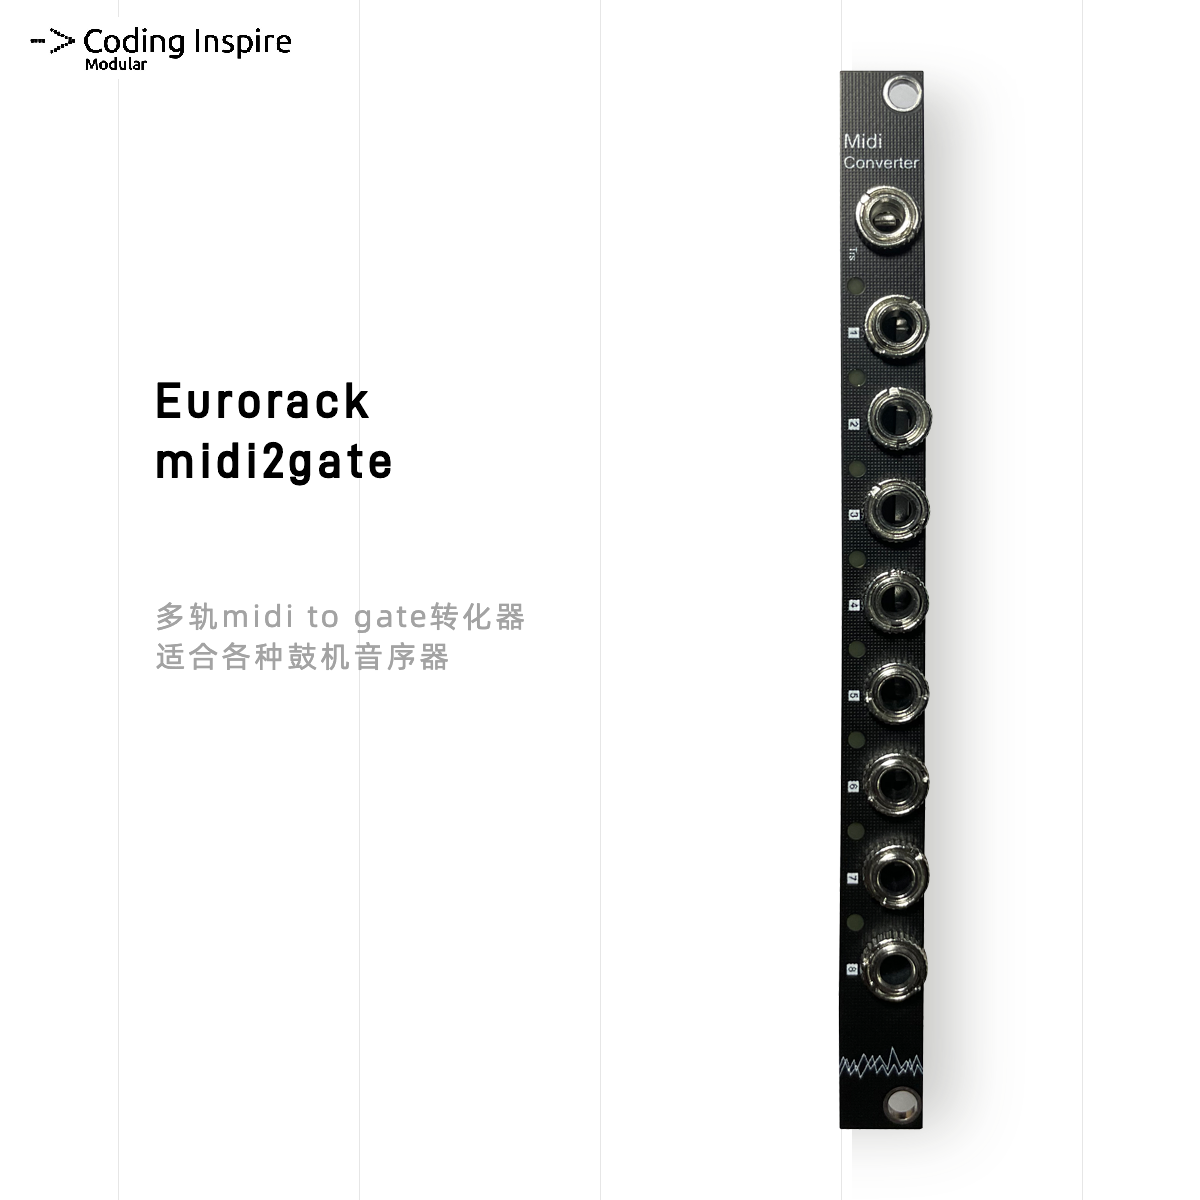 --> Coding Inspire
Modular
Midi
Converter
Trs
1
2
3
4
5
6
7
8
Eurorack
midi2gate
多轨midi to gate转化器
适合各种鼓机音序器